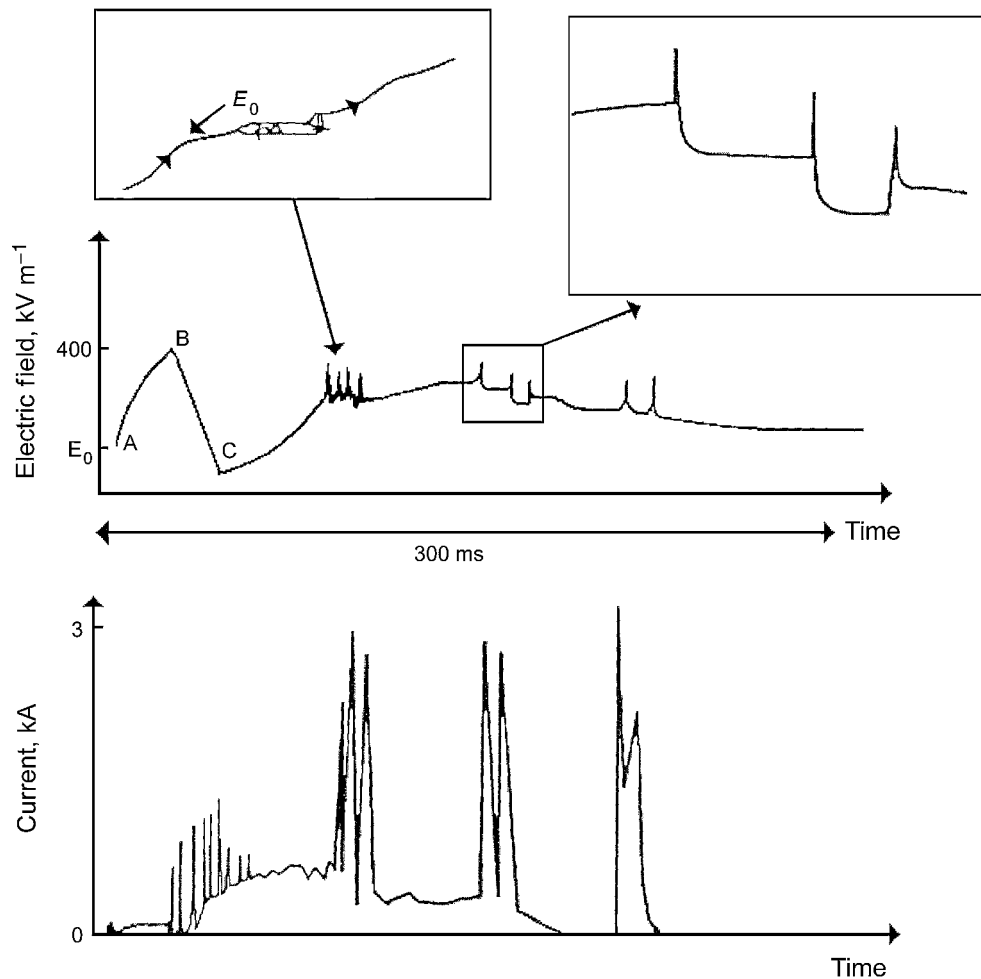 E₀
Electric field, kV m⁻¹
400
E₀
A
B
C
Time
300 ms
Current, kA
3
0
Time